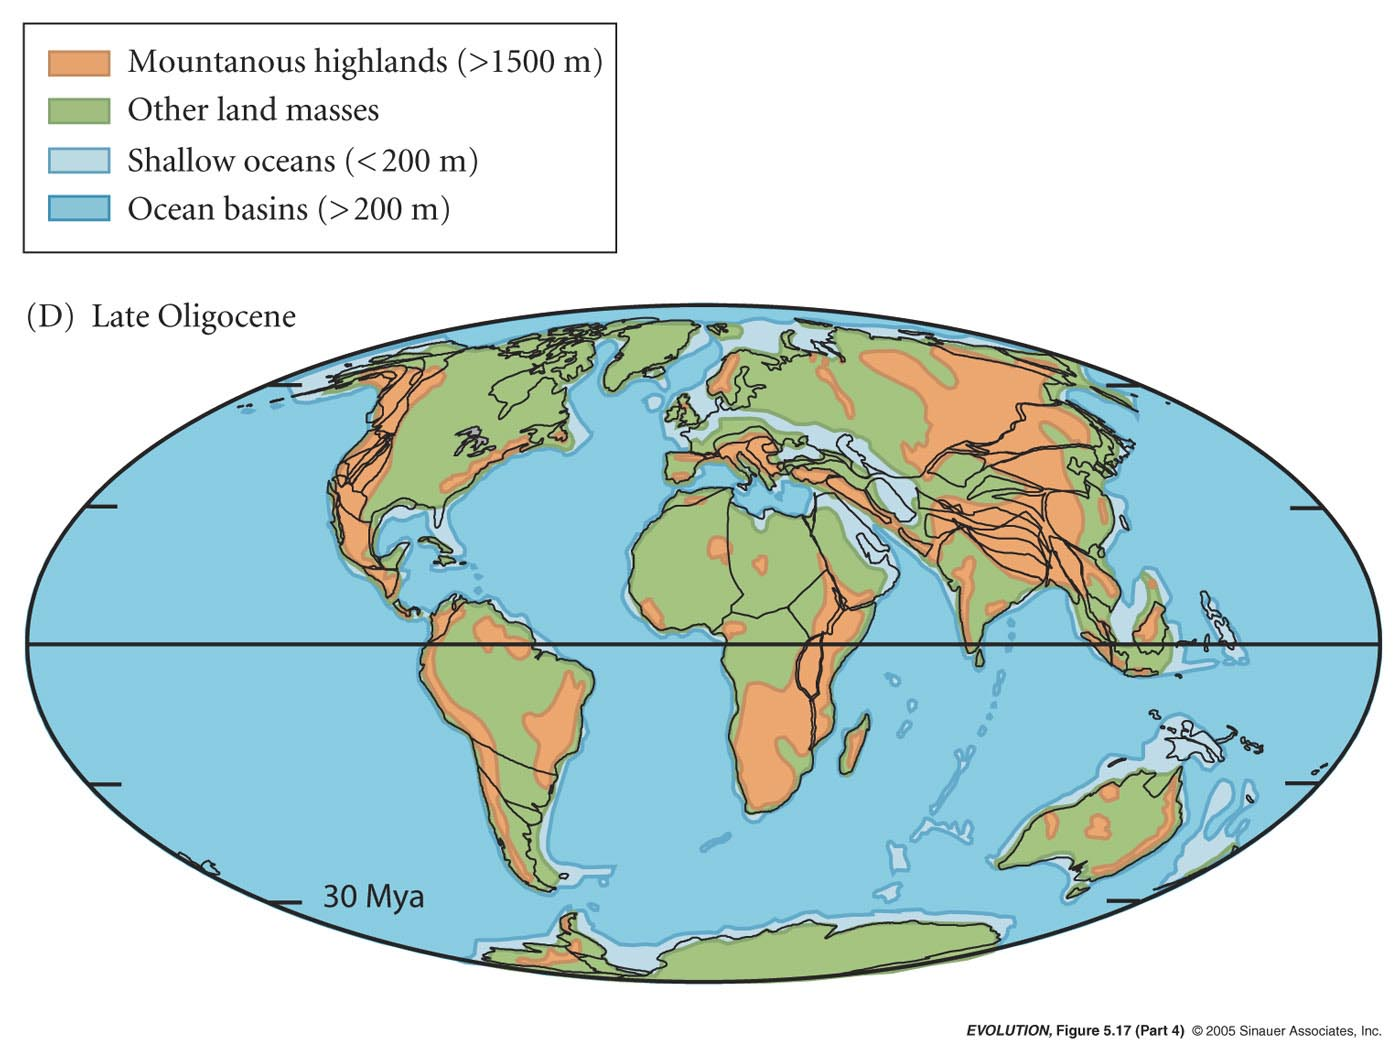 Mountanous highlands (>1500 m)
Other land masses
Shallow oceans (<200 m)
Ocean basins (>200 m)
(D) Late Oligocene
30 Mya
EVOLUTION, Figure 5.17 (Part 4) © 2005 Sinauer Associates, Inc.